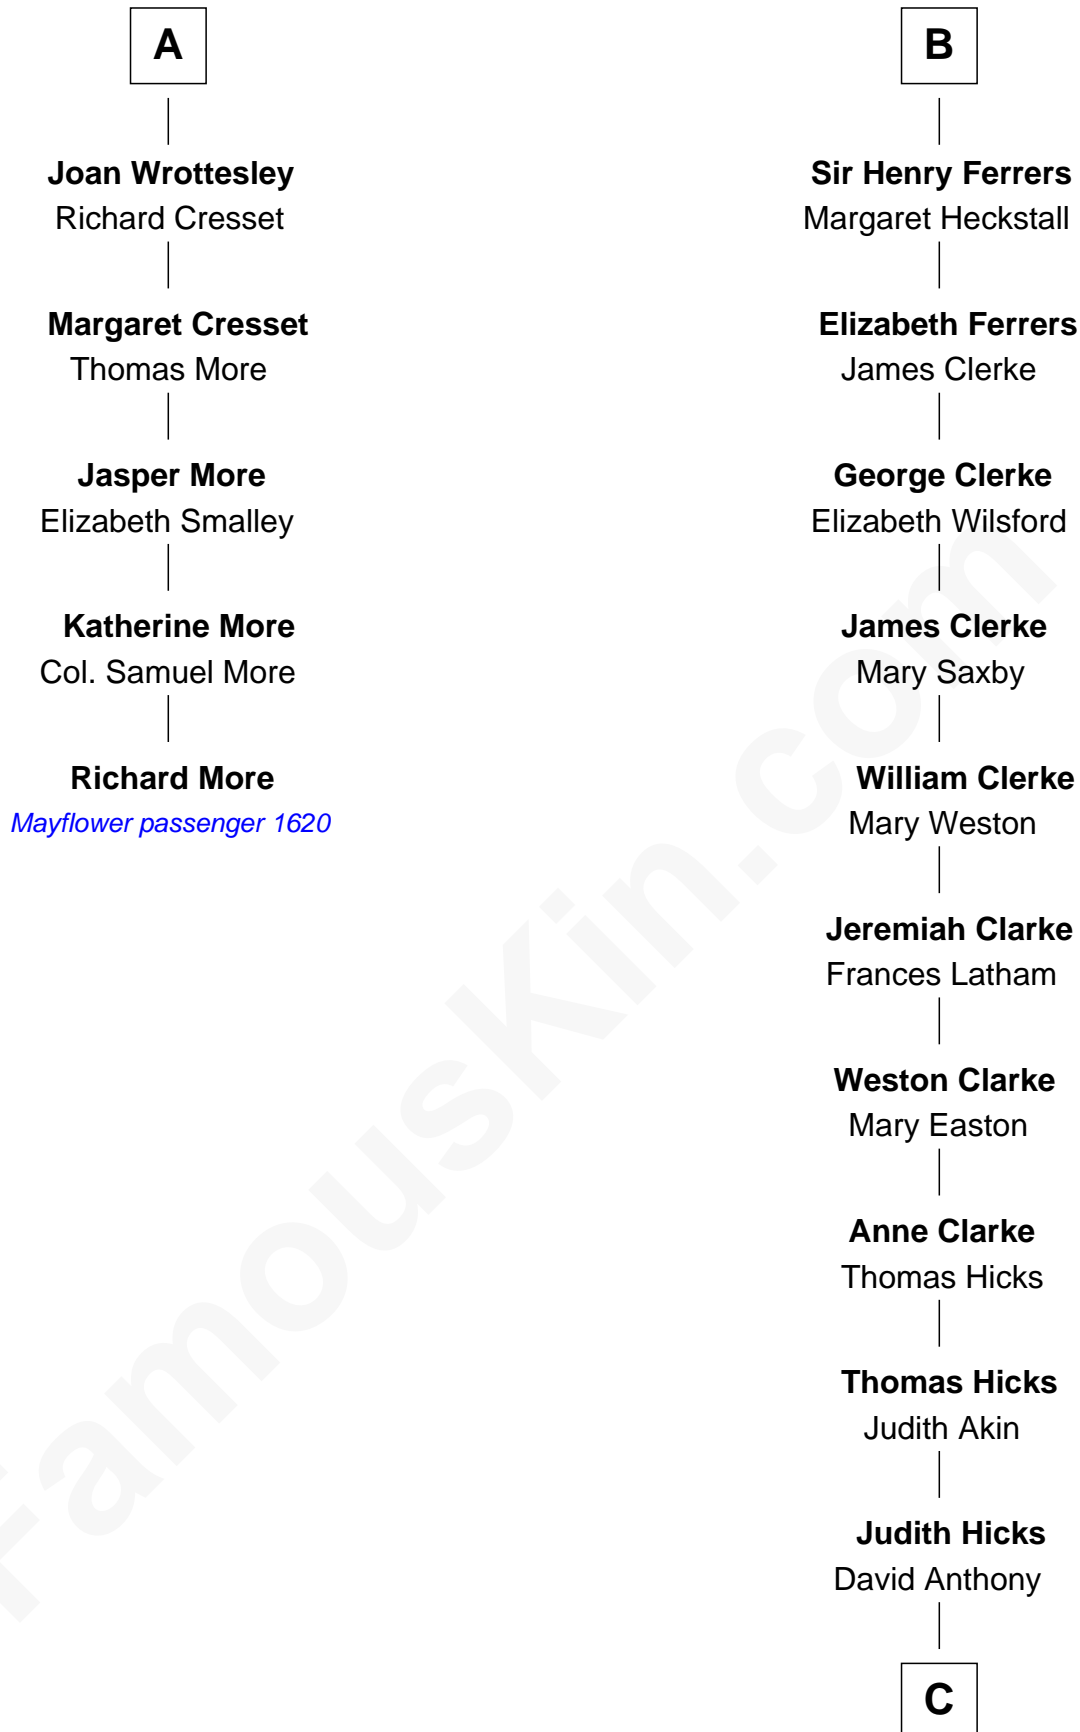 A
Joan Wrottesley
Richard Cresset
Margaret Cresset
Thomas More
Jasper More
Elizabeth Smalley
Katherine More
Col. Samuel More
Richard More
Mayflower passenger 1620
B
Sir Henry Ferrers
Margaret Heckstall
Elizabeth Ferrers
James Clerke
George Clerke
Elizabeth Wilsford
James Clerke
Mary Saxby
William Clerke
Mary Weston
Jeremiah Clarke
Frances Latham
Weston Clarke
Mary Easton
Anne Clarke
Thomas Hicks
Thomas Hicks
Judith Akin
Judith Hicks
David Anthony
C
FamousKin.com